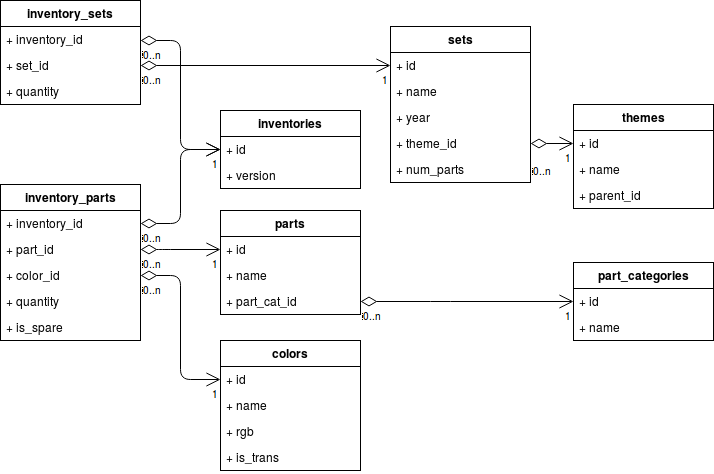 inventory_sets
+ inventory_id
0..n
+ set_id
0..n
1
+ quantity
sets
+ id
+ name
+ year
+ theme_id
0..n
1
+ num_parts
inventories
+ id
1
+ version
themes
+ id
+ name
+ parent_id
inventory_parts
+ inventory_id
0..n
+ part_id
0..n
1
+ color_id
0..n
1
+ quantity
+ is_spare
parts
+ id
+ name
+ part_cat_id
0..n
1
part_categories
+ id
+ name
colors
+ id
+ name
+ rgb
+ is_trans